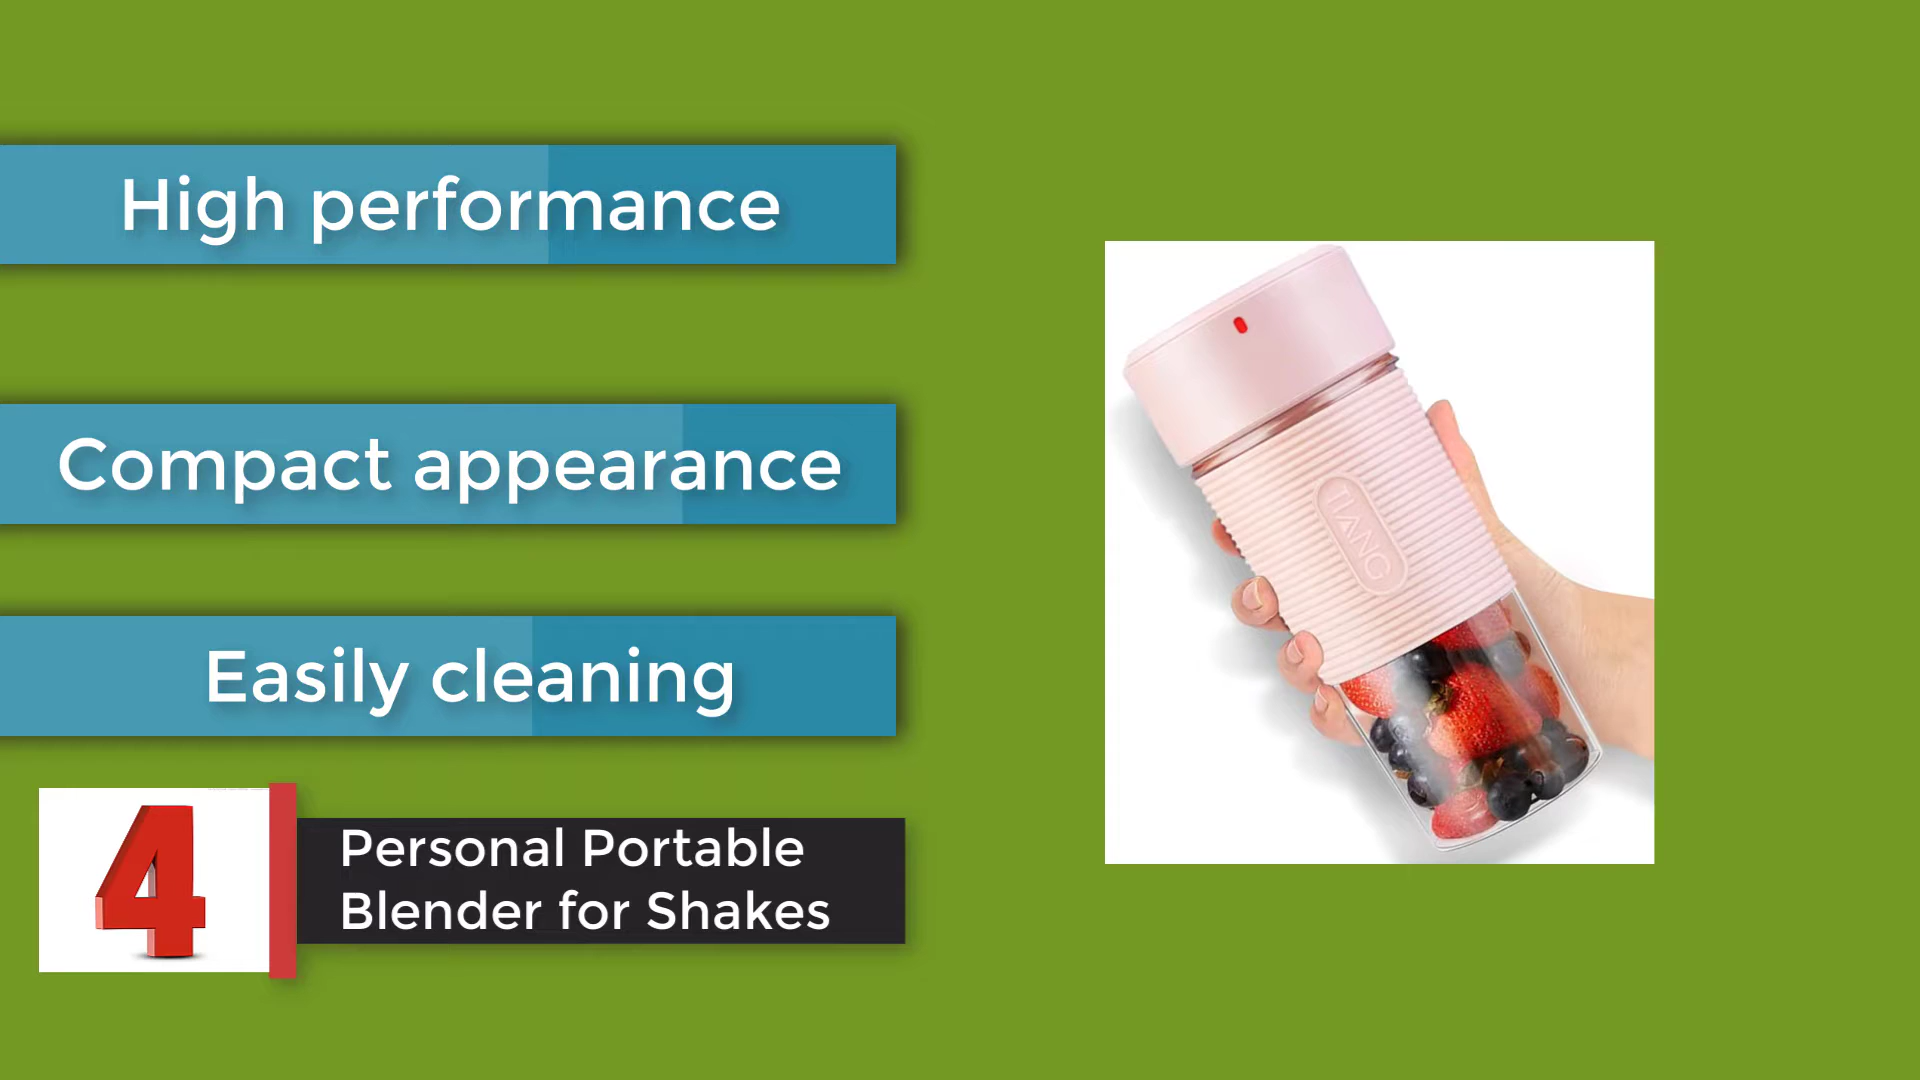 High performance
Compact appearance
Easily cleaning
4
Personal Portable
Blender for Shakes
TIANG